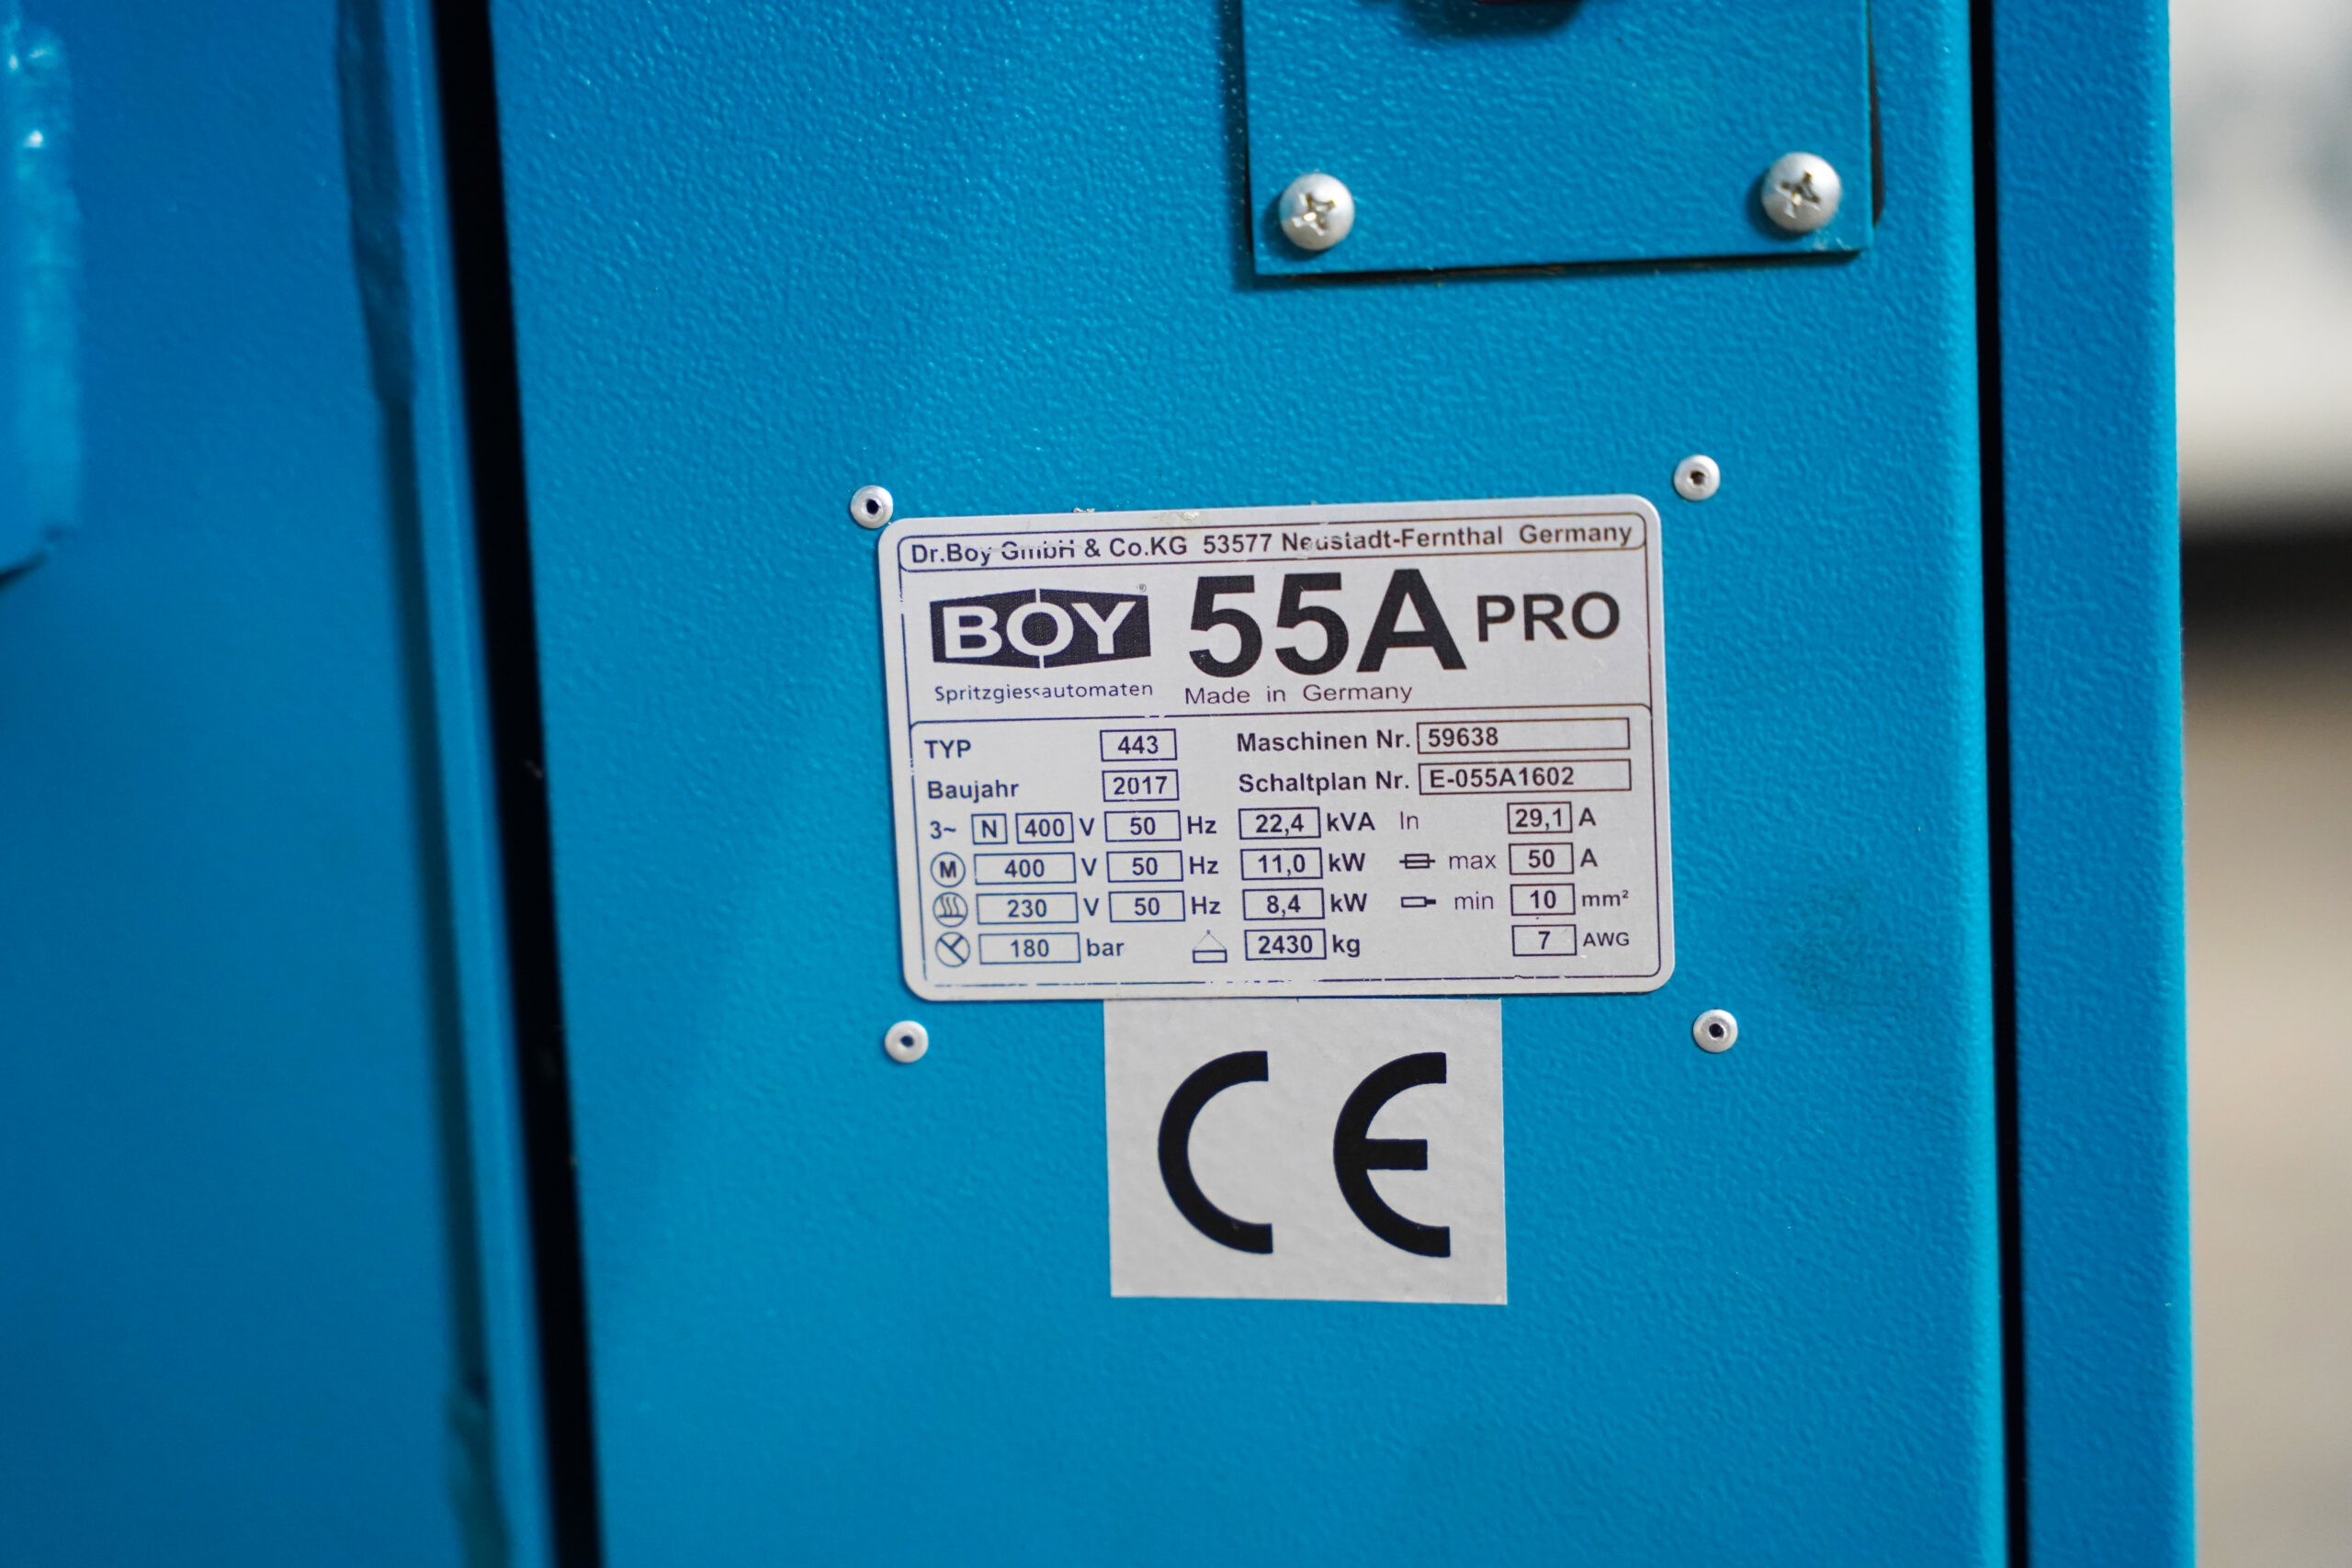 Dr.Boy GmbH & Co.KG 53577 Neustadt-Fernthal Germany
BOY® 55A PRO
Spritzgiessautomaten Made in Germany
TYP 443 Maschinen Nr. 59638
Baujahr 2017 Schaltplan Nr. E-055A1602
3~ N 400 V 50 Hz 22,4 kVA In 29,1 A
M 400 V 50 Hz 11,0 kW max 50 A
230 V 50 Hz 8,4 kW min 10 mm²
180 bar 2430 kg 7 AWG
CE